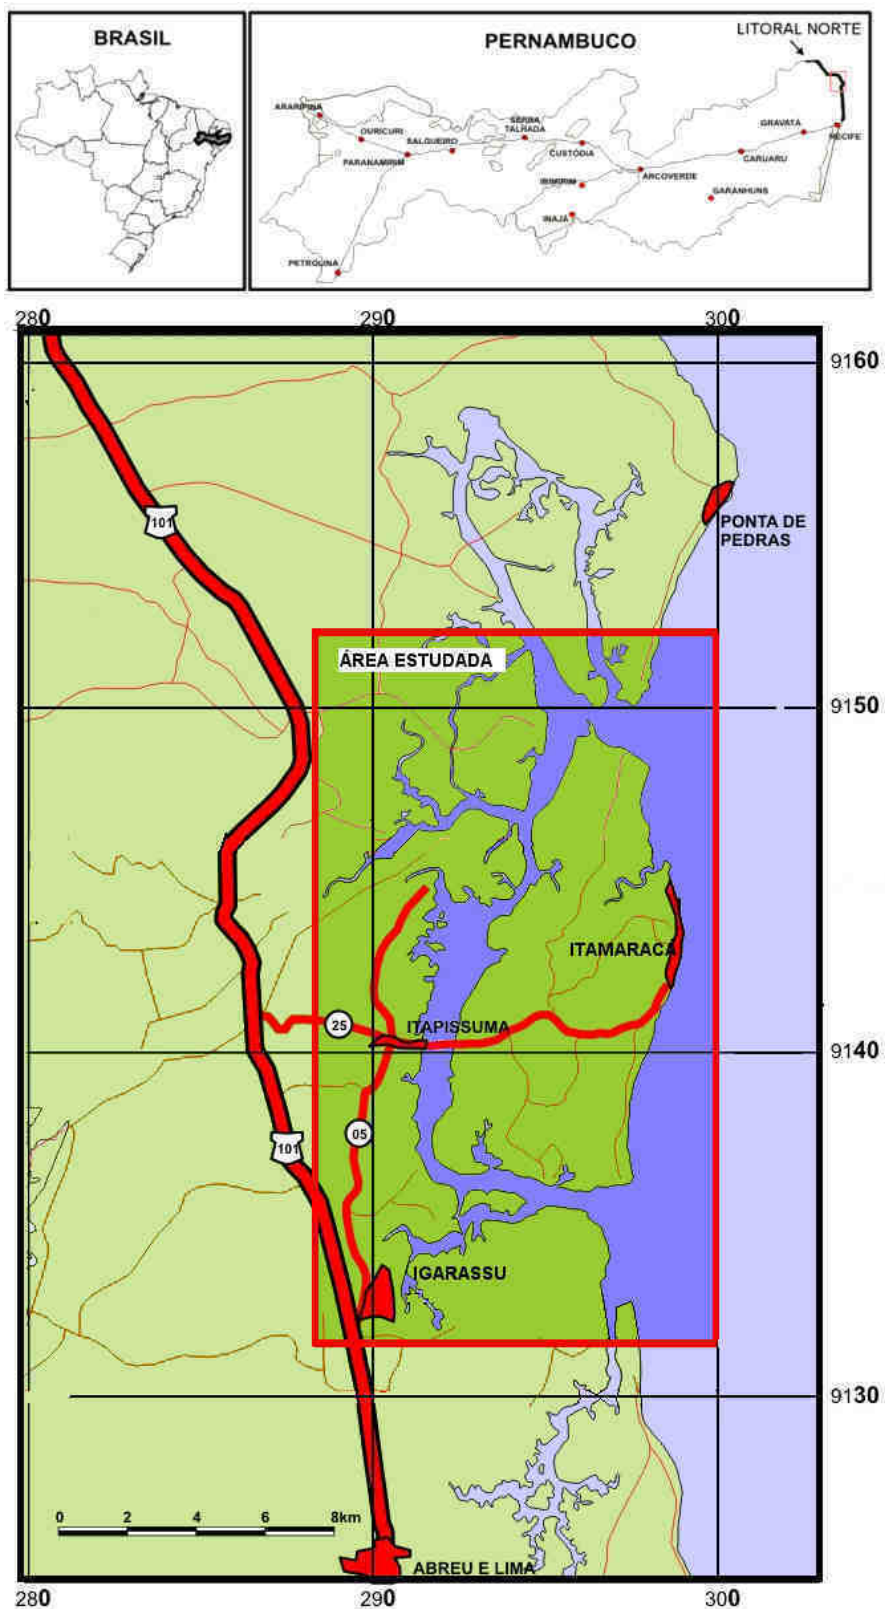 BRASIL
PERNAMBUCO
LITORAL NORTE
ARARIPINA
OURICURI
SALGUEIRO
PARANAMIRIM
SERRA
TALHADA
CUSTÓDIA
IBIMIRIM
INAJÁ
ARCOVERDE
CARUARU
GRAVATA
RECIFE
GARANHUNS
PETROLINA
280
290
300
9160
101
PONTA DE
PEDRAS
ÁREA ESTUDADA
9150
ITAMARACÁ
25
ITAPISSUMA
9140
05
101
IGARASSU
9130
0 2 4 6 8km
ABREU E LIMA
280
290
300